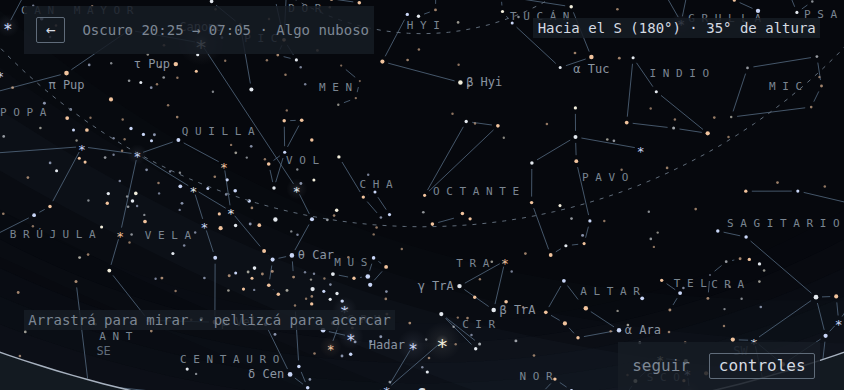 ← Oscuro 20:25 → 07:05 · Algo nuboso
Hacia el S (180°) · 35° de altura
HYI
TUCÁN
PSA
τ Pup
α Tuc
INDIO
π Pup
MEN
β Hyi
MIC
POPA
QUILLA
VOL
PAVO
CHA
OCTANTE
SAGITARIO
BRÚJULA
VELA
θ Car
MUS
TRA
γ TrA
ALTAR
TEL
CRA
β TrA
Arrastrá para mirar · pellizcá para acercar
CIR
α Ara
ANT
Hadar
SE
CENTAURO
δ Cen
NOR
seguir
controles